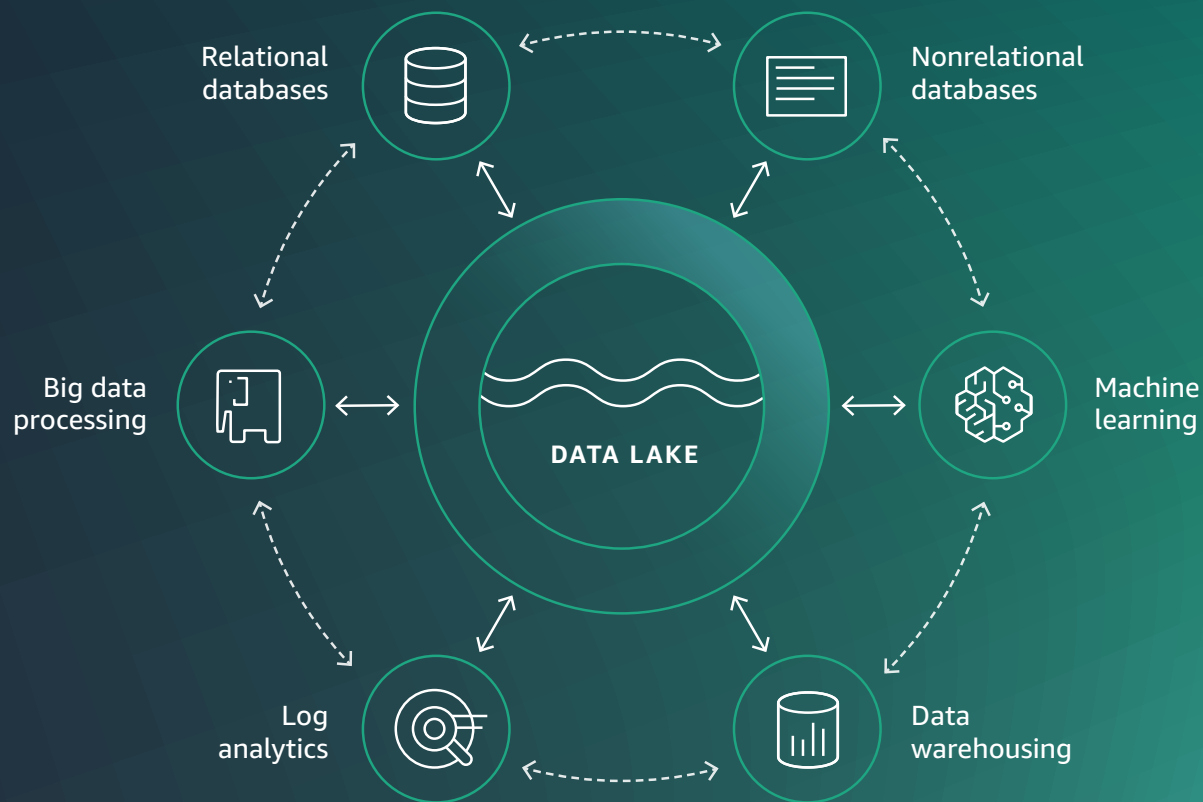 Relational
databases
Nonrelational
databases
Big data
processing
DATA LAKE
Machine
learning
Log
analytics
Data
warehousing